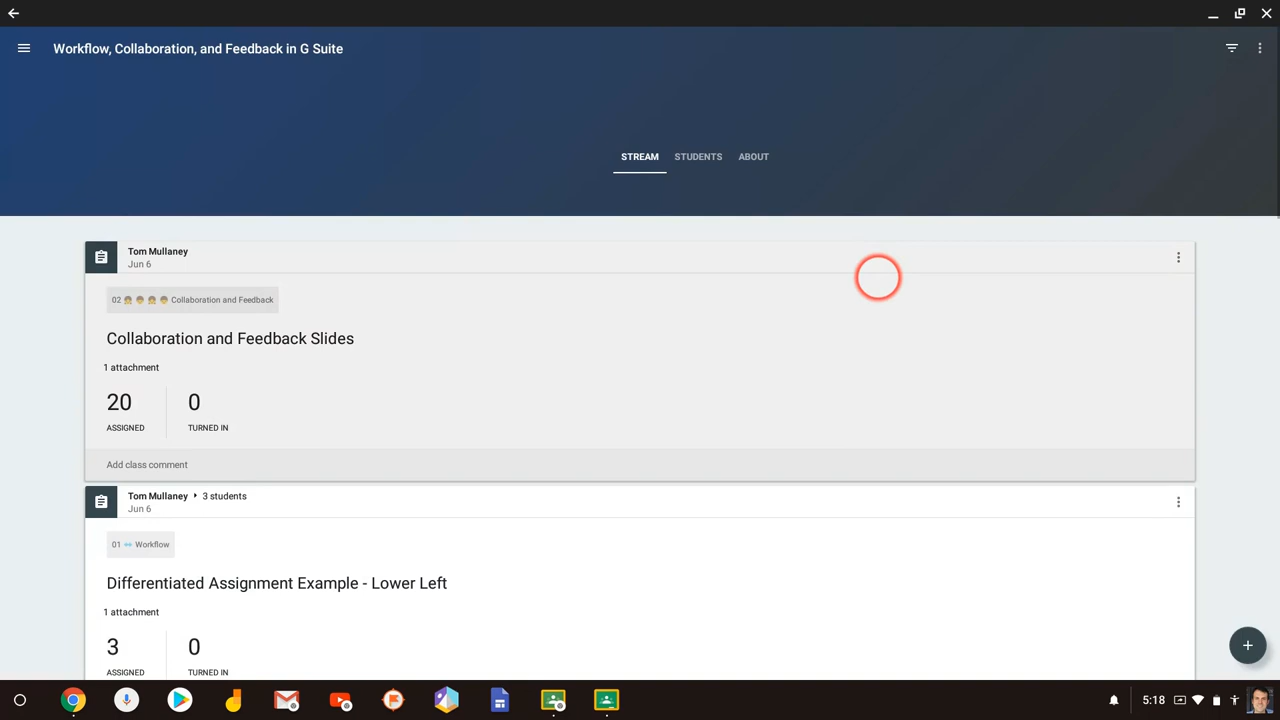 Workflow, Collaboration, and Feedback in G Suite
STREAM STUDENTS ABOUT
Tom Mullaney
Jun 6
02 👧 👦 👧 👦 Collaboration and Feedback
Collaboration and Feedback Slides
1 attachment
20 0
ASSIGNED TURNED IN
Add class comment
Tom Mullaney 3 students
Jun 6
01 Workflow
Differentiated Assignment Example - Lower Left
1 attachment
3 0
ASSIGNED TURNED IN
5:18